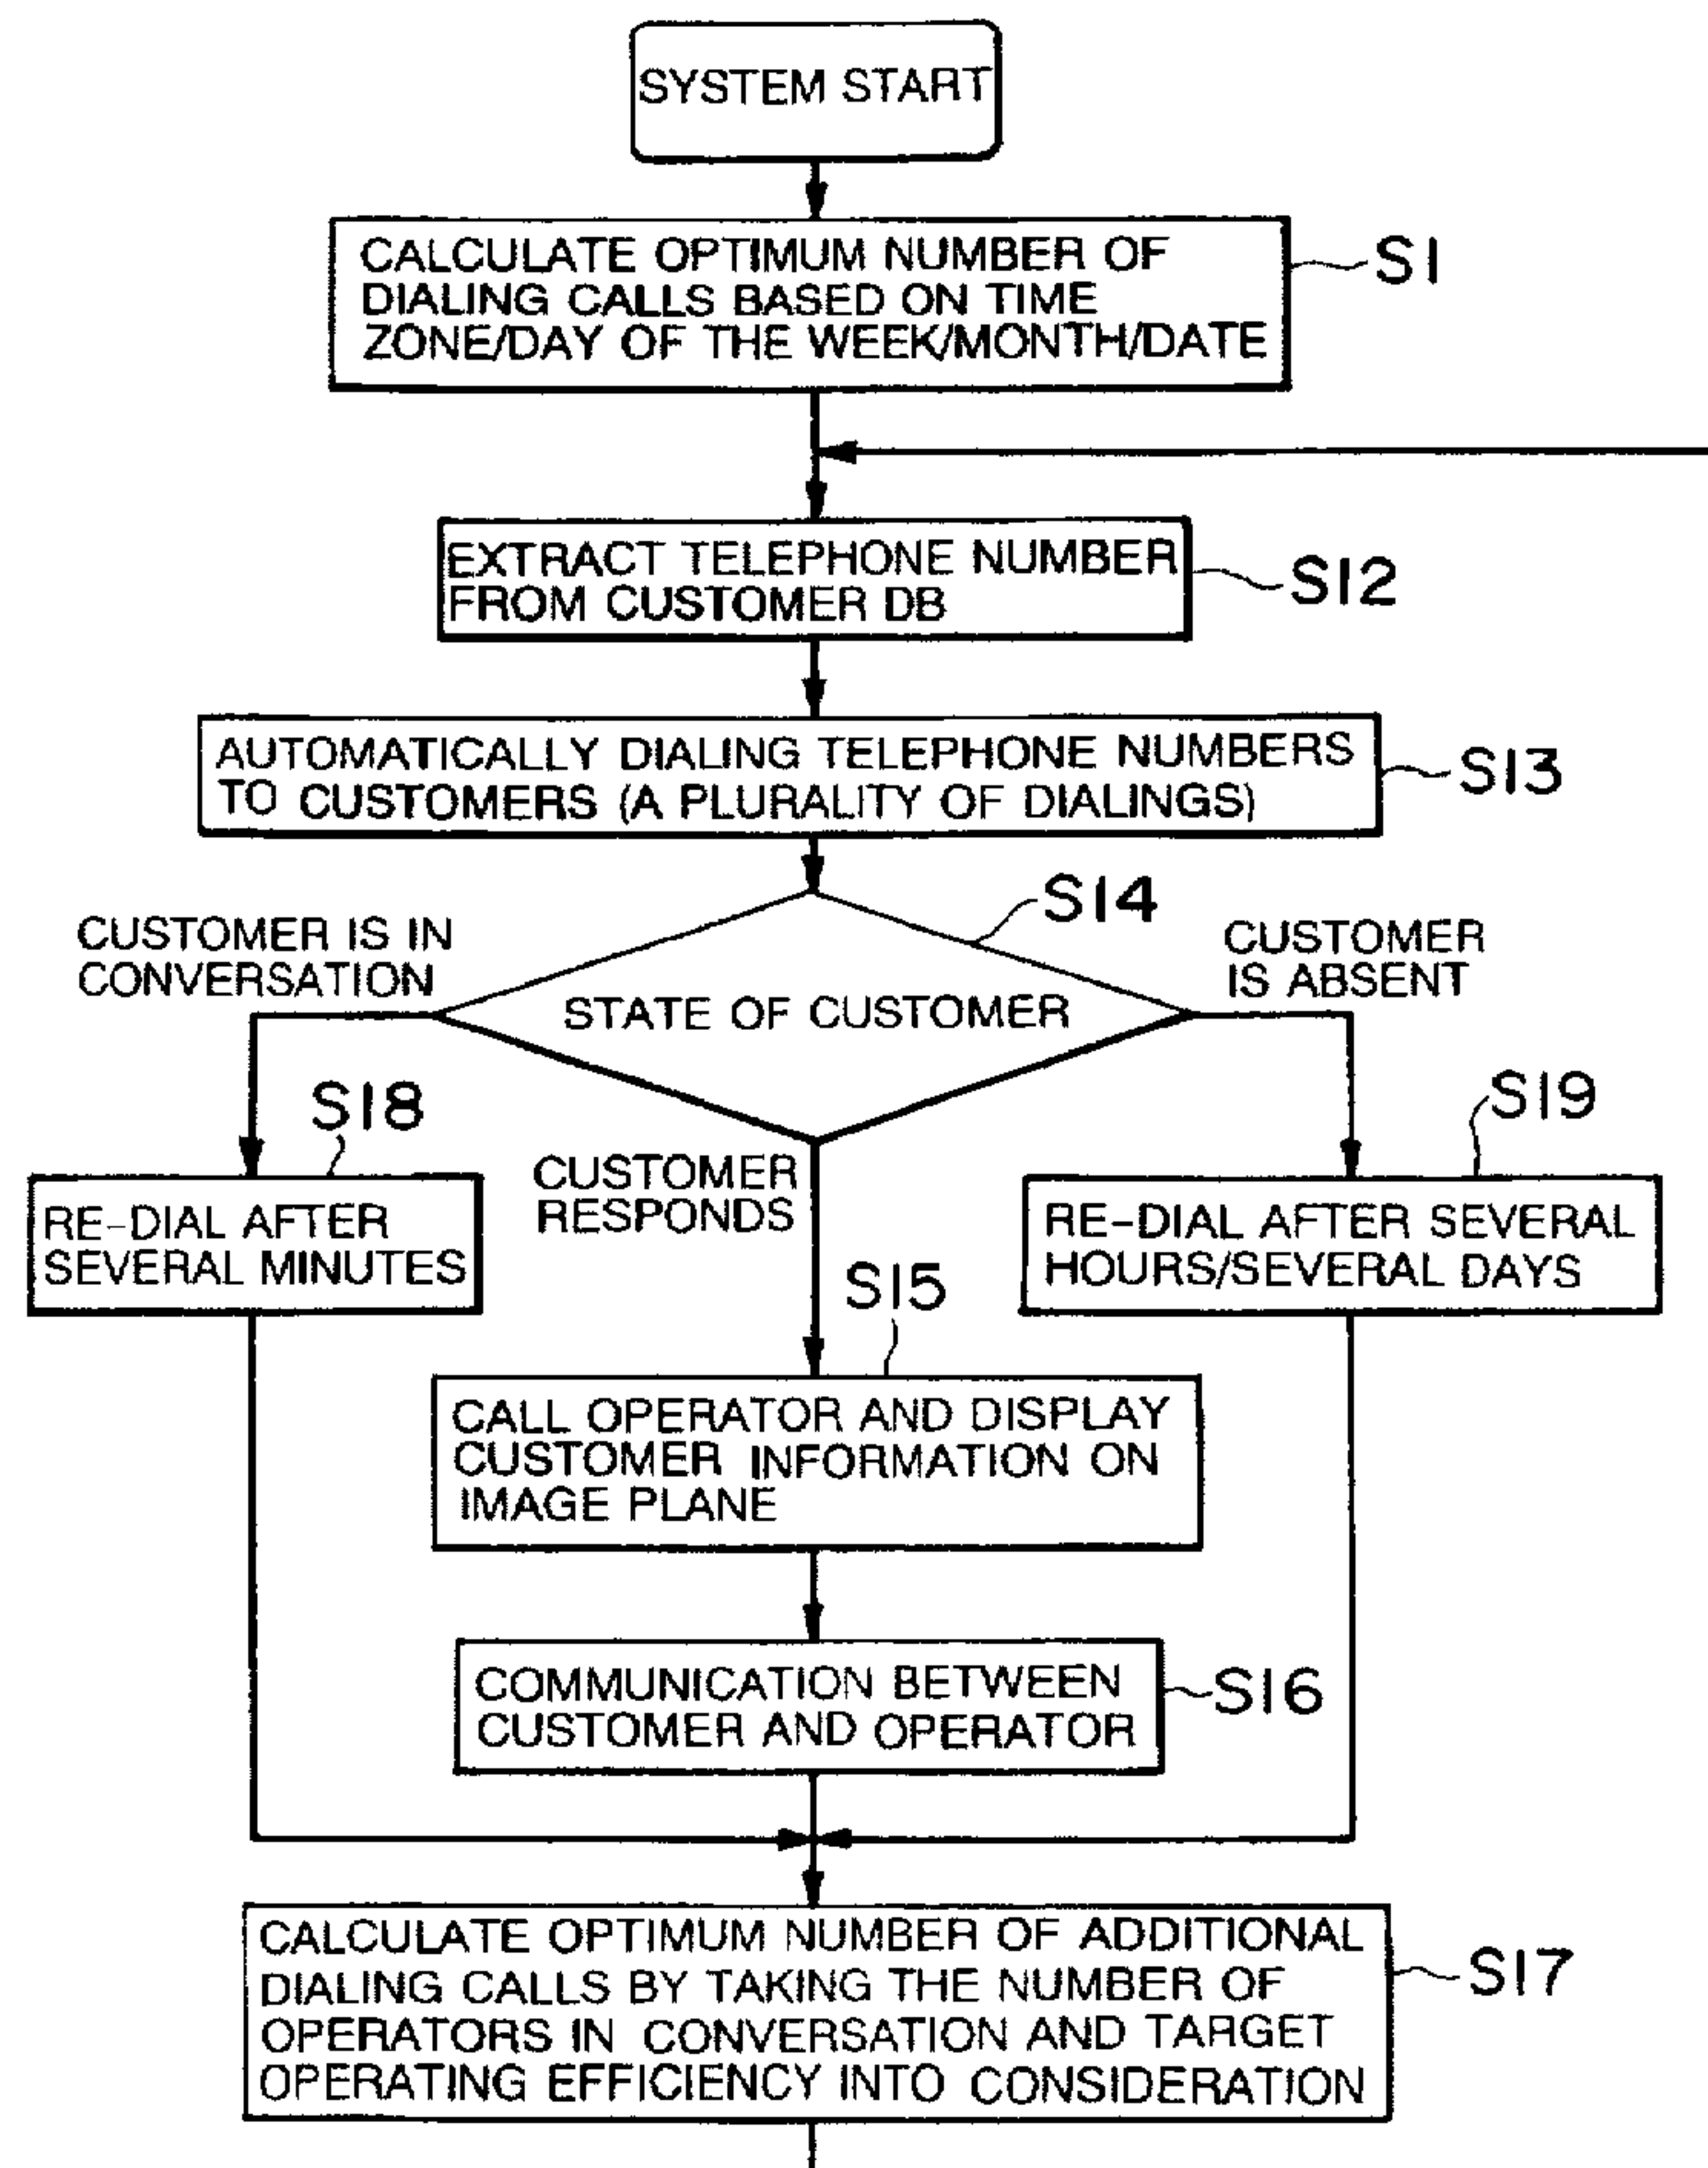 SYSTEM START
CALCULATE OPTIMUM NUMBER OF
DIALING CALLS BASED ON TIME
ZONE/DAY OF THE WEEK/MONTH/DATE
S1
EXTRACT TELEPHONE NUMBER
FROM CUSTOMER DB
S12
AUTOMATICALLY DIALING TELEPHONE NUMBERS
TO CUSTOMERS (A PLURALITY OF DIALINGS)
S13
S14
CUSTOMER IS IN
CONVERSATION
STATE OF CUSTOMER
CUSTOMER
IS ABSENT
S18
RE-DIAL AFTER
SEVERAL MINUTES
CUSTOMER
RESPONDS
S19
RE-DIAL AFTER SEVERAL
HOURS/SEVERAL DAYS
S15
CALL OPERATOR AND DISPLAY
CUSTOMER INFORMATION ON
IMAGE PLANE
COMMUNICATION BETWEEN
CUSTOMER AND OPERATOR
S16
CALCULATE OPTIMUM NUMBER OF ADDITIONAL
DIALING CALLS BY TAKING THE NUMBER OF
OPERATORS IN CONVERSATION AND TARGET
OPERATING EFFICIENCY INTO CONSIDERATION
S17